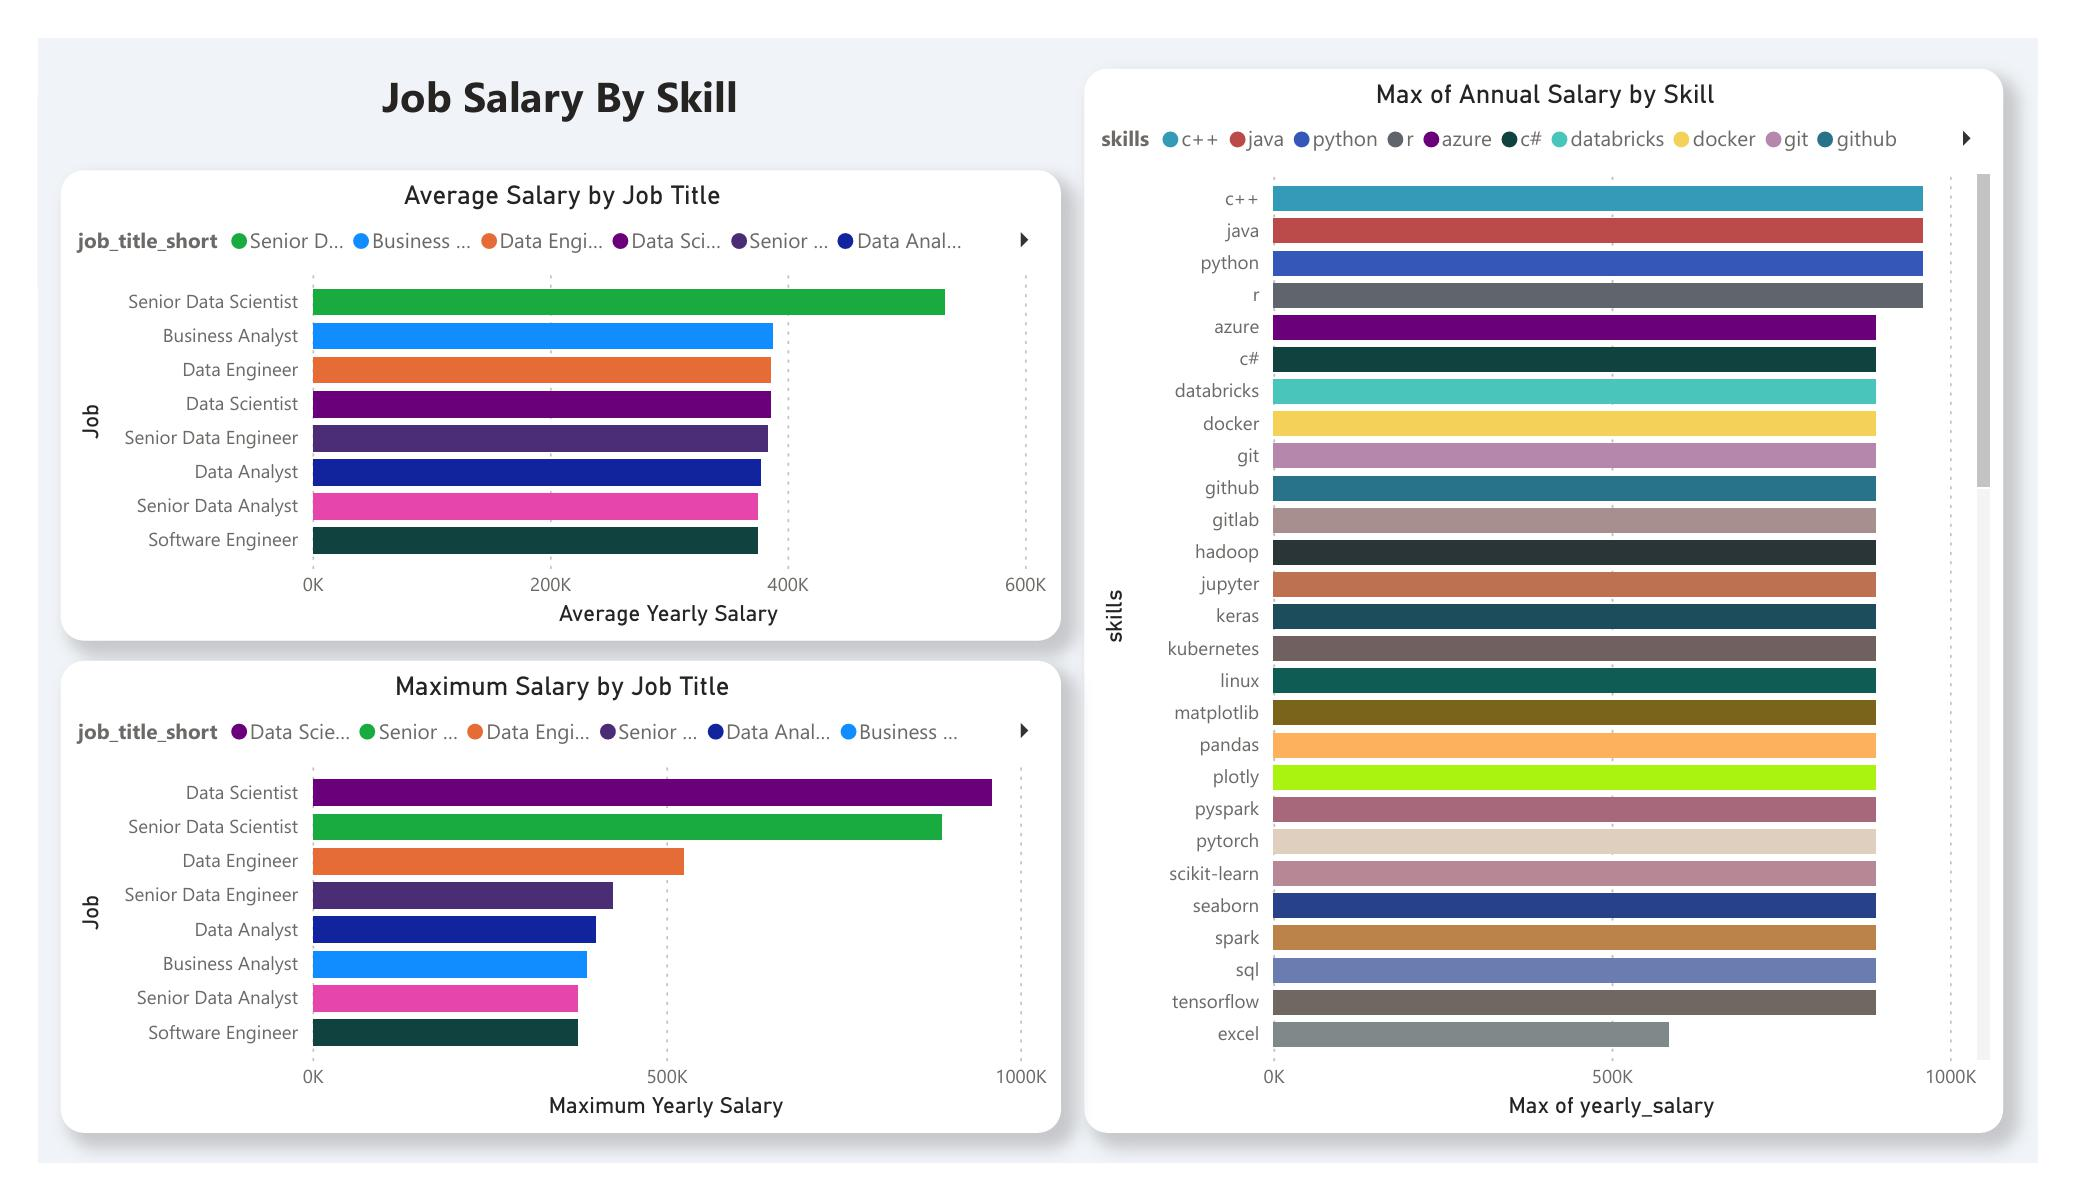 Job Salary By Skill
Average Salary by Job Title
job_title_short Senior D... Business ... Data Engi... Data Sci... Senior ... Data Anal...
Job
Senior Data Scientist
Business Analyst
Data Engineer
Data Scientist
Senior Data Engineer
Data Analyst
Senior Data Analyst
Software Engineer
0K 200K 400K 600K
Average Yearly Salary
Maximum Salary by Job Title
job_title_short Data Scie... Senior ... Data Engi... Senior ... Data Anal... Business ...
Job
Data Scientist
Senior Data Scientist
Data Engineer
Senior Data Engineer
Data Analyst
Business Analyst
Senior Data Analyst
Software Engineer
0K 500K 1000K
Maximum Yearly Salary
Max of Annual Salary by Skill
skills c++ java python r azure c# databricks docker git github
skills
c++
java
python
r
azure
c#
databricks
docker
git
github
gitlab
hadoop
jupyter
keras
kubernetes
linux
matplotlib
pandas
plotly
pyspark
pytorch
scikit-learn
seaborn
spark
sql
tensorflow
excel
0K 500K 1000K
Max of yearly_salary